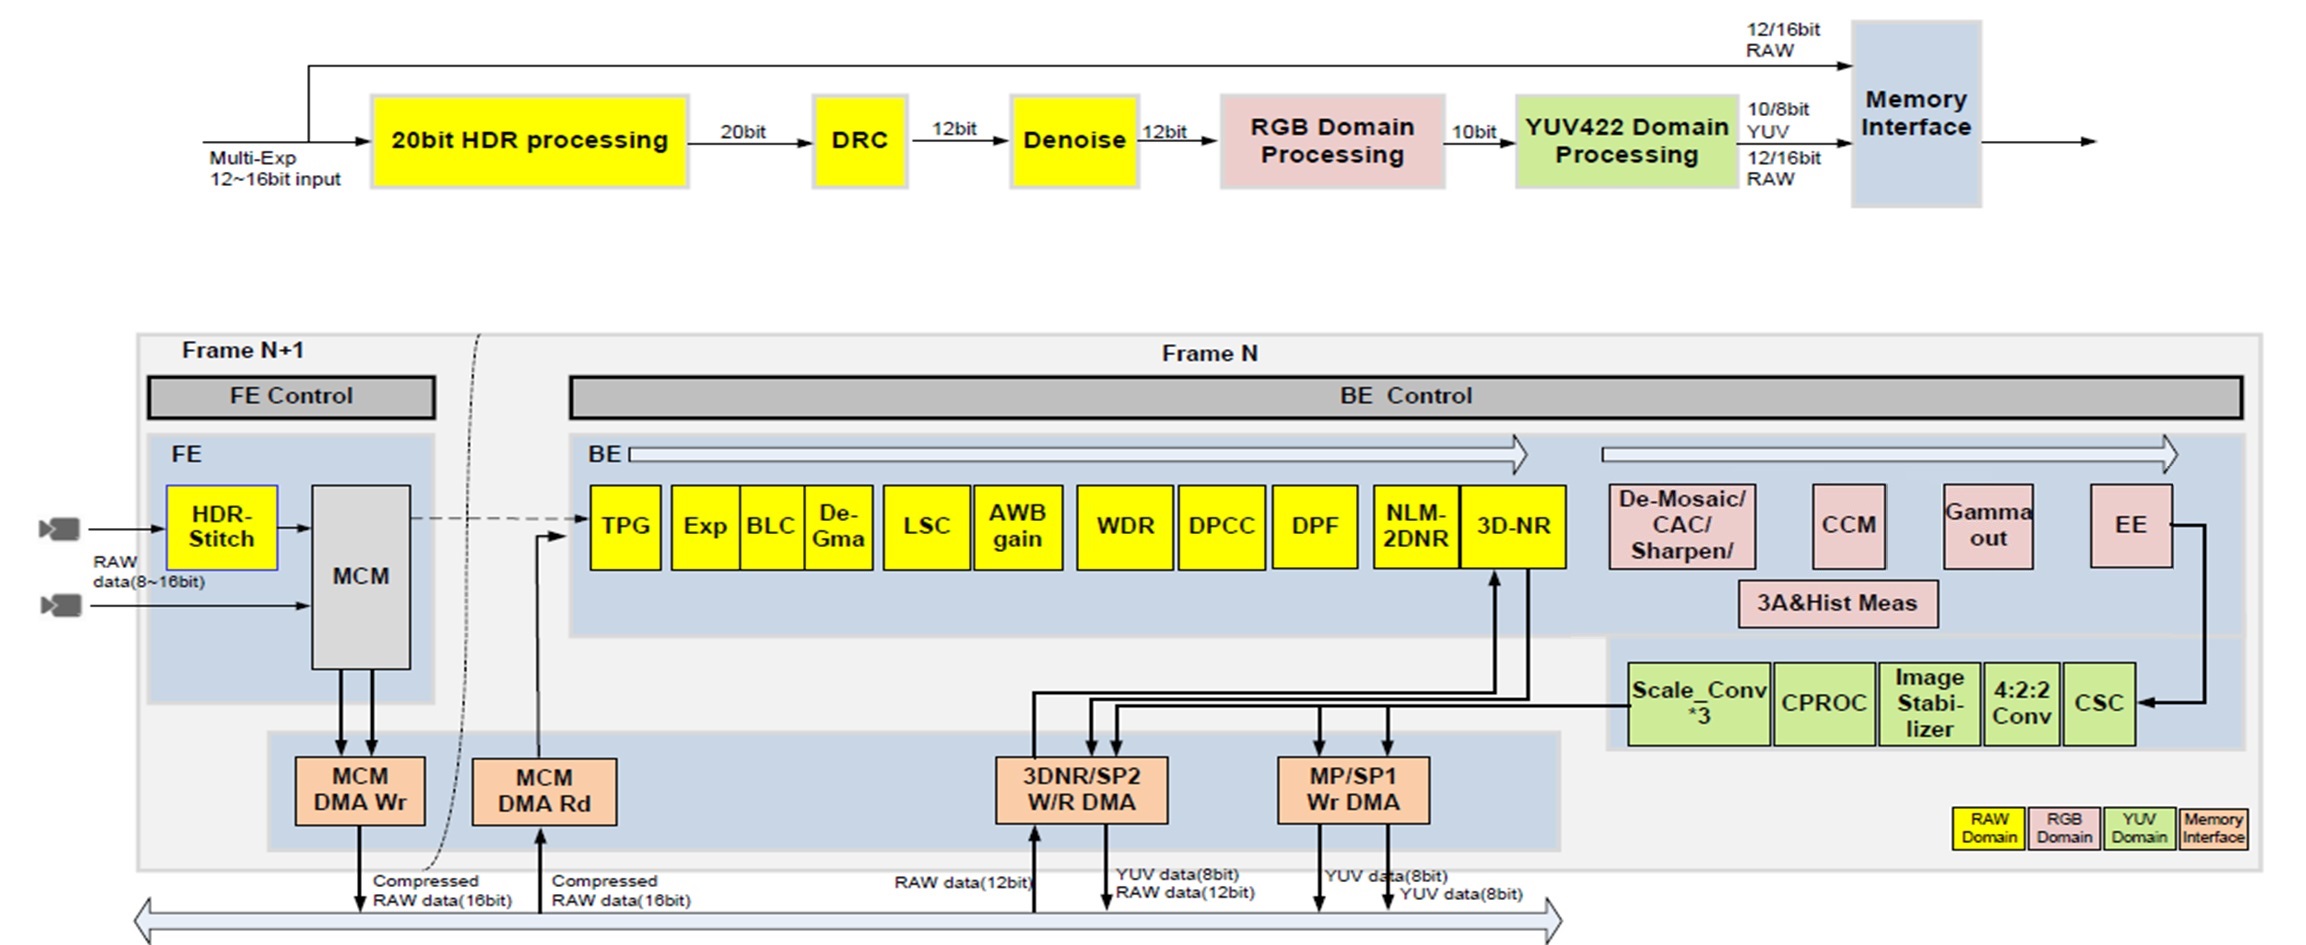 12/16bit
RAW
Multi-Exp
12~16bit input
20bit HDR processing
20bit
DRC
12bit
Denoise
12bit
RGB Domain
Processing
10bit
YUV422 Domain
Processing
10/8bit
YUV
12/16bit
RAW
Memory
Interface
Frame N+1
Frame N
FE Control
BE Control
FE
BE
HDR-
Stitch
RAW
data(8~16bit)
MCM
TPG
Exp
BLC
De-
Gma
LSC
AWB
gain
WDR
DPCC
DPF
NLM-
2DNR
3D-NR
De-Mosaic/
CAC/
Sharpen/
CCM
Gamma
out
EE
3A&Hist Meas
Scale_Conv
*3
CPROC
Image
Stabi-
lizer
4:2:2
Conv
CSC
MCM
DMA Wr
MCM
DMA Rd
3DNR/SP2
W/R DMA
MP/SP1
Wr DMA
RAW
Domain
RGB
Domain
YUV
Domain
Memory
Interface
Compressed
RAW data(16bit)
Compressed
RAW data(16bit)
RAW data(12bit)
YUV data(8bit)
RAW data(12bit)
YUV data(8bit)
YUV data(8bit)